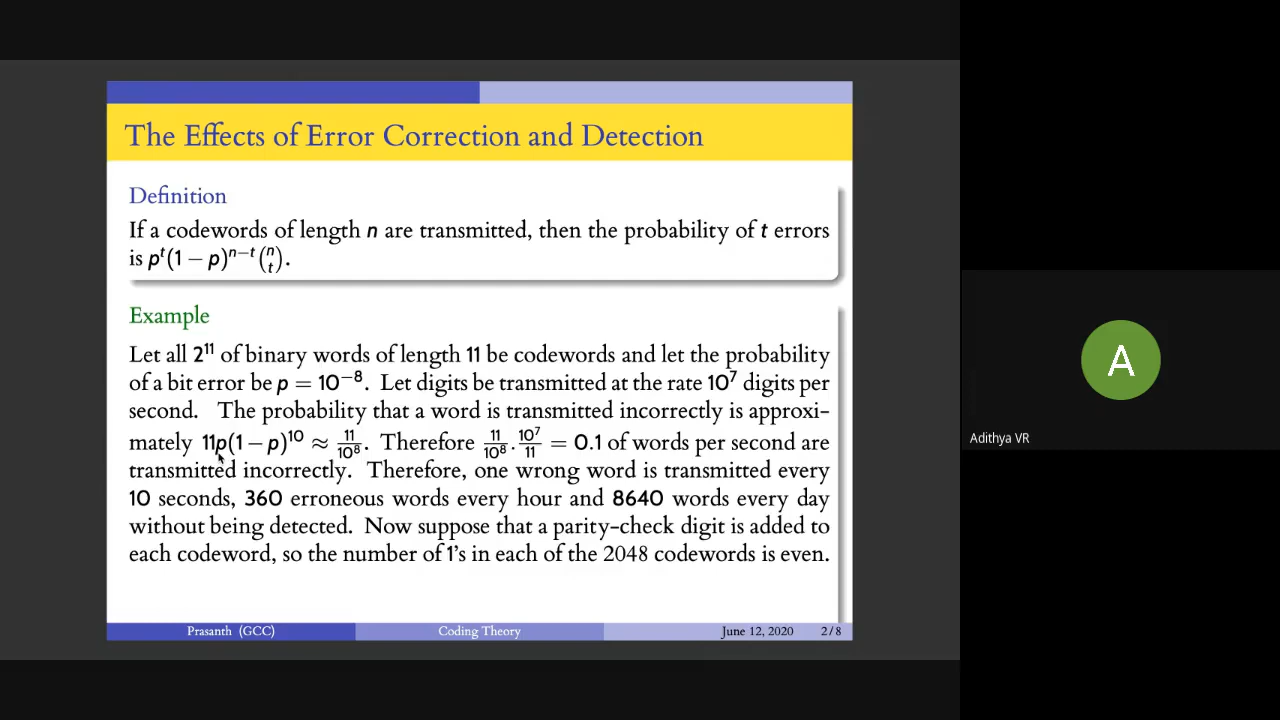 The Effects of Error Correction and Detection
Definition
If a codewords of length n are transmitted, then the probability of t errors
is pᵗ(1 − p)ⁿ⁻ᵗ(n t).
Example
Let all 2¹¹ of binary words of length 11 be codewords and let the probability
of a bit error be p = 10⁻⁸. Let digits be transmitted at the rate 10⁷ digits per
second. The probability that a word is transmitted incorrectly is approxi-
mately 11p(1 − p)¹⁰ ≈ 11/10⁸. Therefore 11/10⁸ . 10⁷/11 = 0.1 of words per second are
transmitted incorrectly. Therefore, one wrong word is transmitted every
10 seconds, 360 erroneous words every hour and 8640 words every day
without being detected. Now suppose that a parity-check digit is added to
each codeword, so the number of 1's in each of the 2048 codewords is even.
Prasanth (GCC) Coding Theory June 12, 2020 2/8
A
Adithya VR